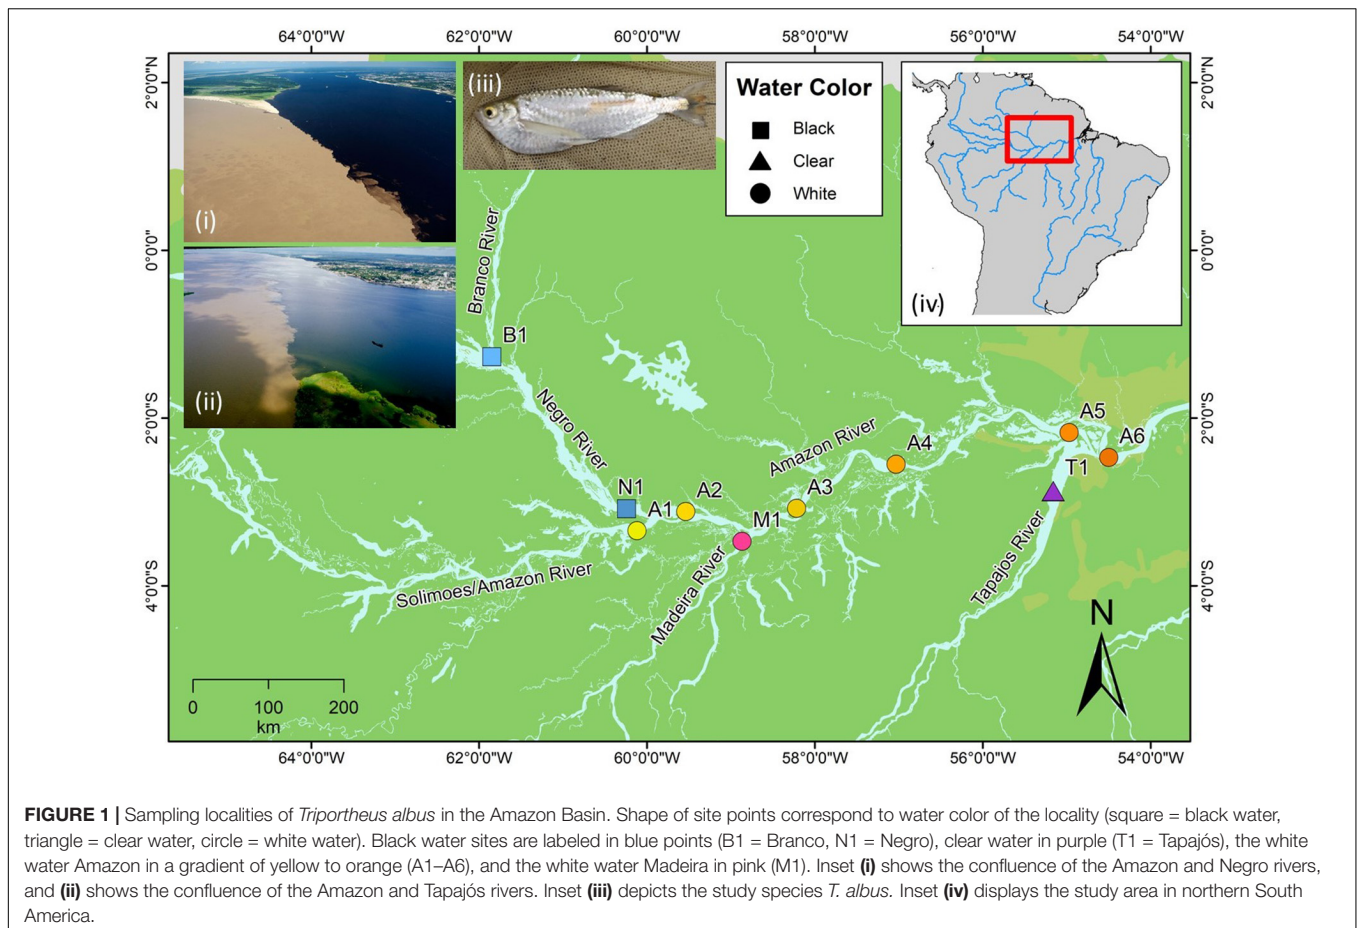 64°0'0"W 62°0'0"W 60°0'0"W 58°0'0"W 56°0'0"W 54°0'0"W
2°0'0"N
0°0'0"
2°0'0"S
4°0'0"S
(i)
(ii)
(iii)
Water Color
Black
Clear
White
(iv)
2°0'0"N
0°0'0"
2°0'0"S
4°0'0"S
Branco River
B1
Negro River
N1
A1
A2
M1
A3
Amazon River
A4
A5
A6
T1
Solimoes/Amazon River
Madeira River
Tapajos River
N
0 100 200
km
64°0'0"W 62°0'0"W 60°0'0"W 58°0'0"W 56°0'0"W 54°0'0"W
FIGURE 1 | Sampling localities of Triportheus albus in the Amazon Basin. Shape of site points correspond to water color of the locality (square = black water,
triangle = clear water, circle = white water). Black water sites are labeled in blue points (B1 = Branco, N1 = Negro), clear water in purple (T1 = Tapajós), the white
water Amazon in a gradient of yellow to orange (A1–A6), and the white water Madeira in pink (M1). Inset (i) shows the confluence of the Amazon and Negro rivers,
and (ii) shows the confluence of the Amazon and Tapajós rivers. Inset (iii) depicts the study species T. albus. Inset (iv) displays the study area in northern South
America.